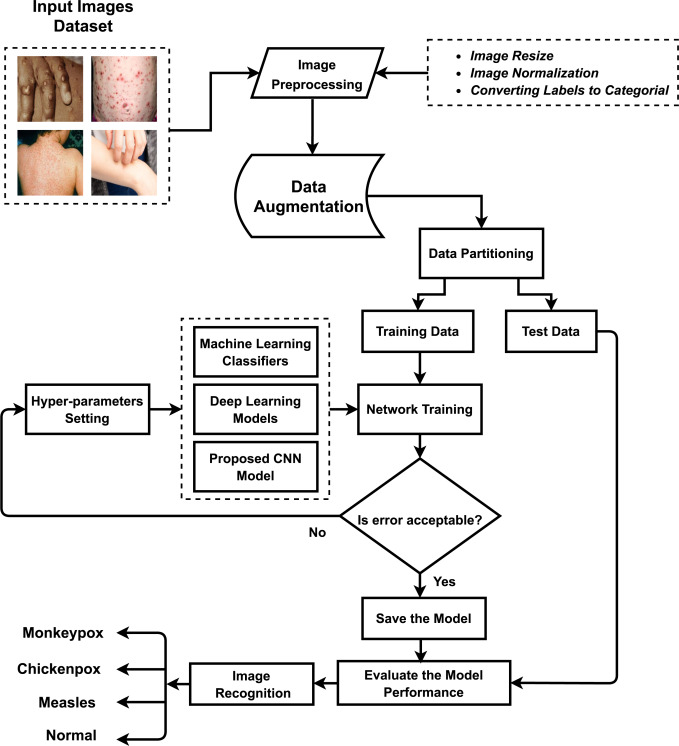 Input Images
Dataset
Image
Preprocessing
• Image Resize
• Image Normalization
• Converting Labels to Categorial
Data
Augmentation
Data Partitioning
Training Data
Test Data
Machine Learning
Classifiers
Hyper-parameters
Setting
Deep Learning
Models
Network Training
Proposed CNN
Model
Is error acceptable?
No
Yes
Save the Model
Monkeypox
Chickenpox
Measles
Normal
Image
Recognition
Evaluate the Model
Performance